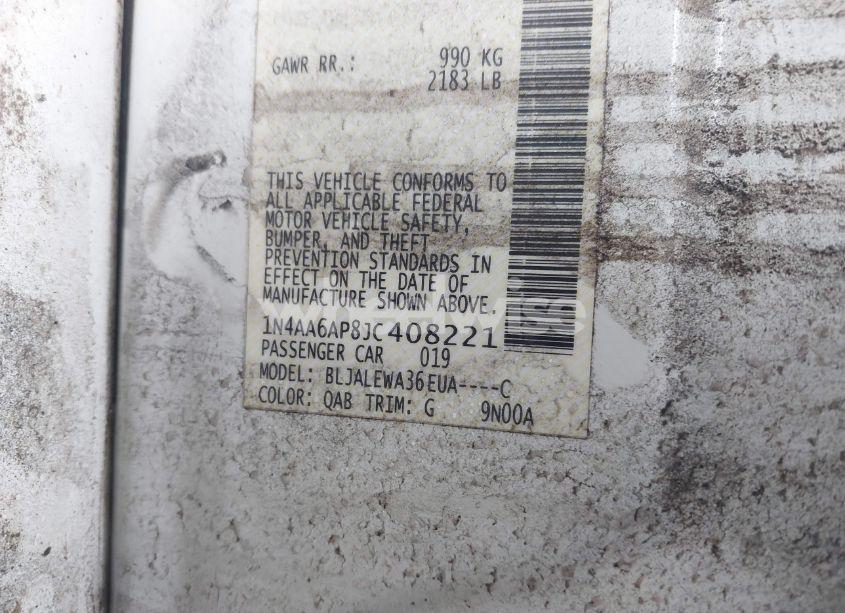 GAWR RR.: 990 KG
2183 LB
THIS VEHICLE CONFORMS TO
ALL APPLICABLE FEDERAL
MOTOR VEHICLE SAFETY,
BUMPER, AND THEFT
PREVENTION STANDARDS IN
EFFECT ON THE DATE OF
MANUFACTURE SHOWN ABOVE.
wheelwise
1N4AA6AP8JC408221
PASSENGER CAR 019
MODEL: BLJALEWA36EUA----C
COLOR: QAB TRIM: G 9N00A